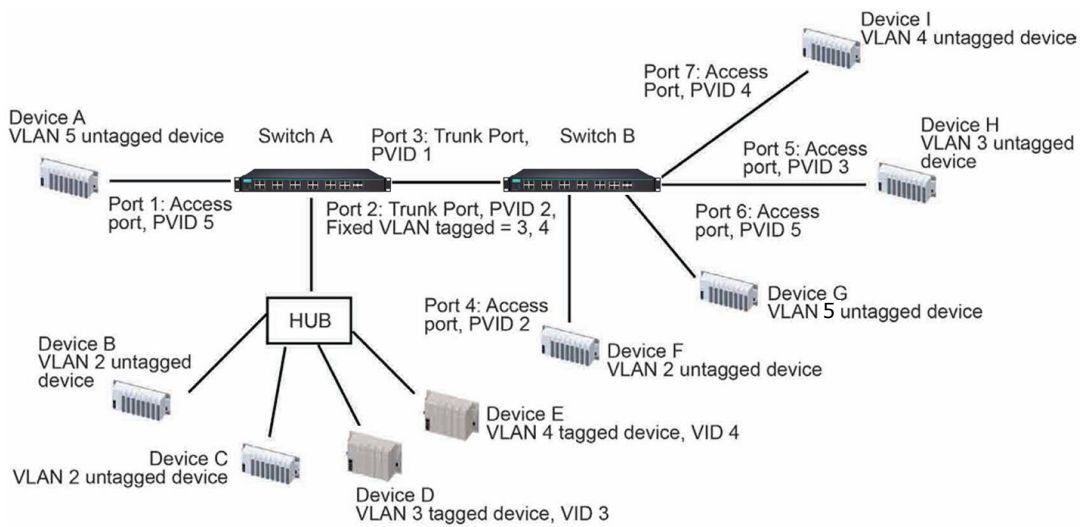 Device I
VLAN 4 untagged device
Port 7: Access
Port, PVID 4
Device A
VLAN 5 untagged device
Switch A
Port 3: Trunk Port,
PVID 1
Switch B
Device H
VLAN 3 untagged
device
Port 5: Access
port, PVID 3
Port 1: Access
port, PVID 5
Port 2: Trunk Port, PVID 2,
Fixed VLAN tagged = 3, 4
Port 6: Access
port, PVID 5
Device G
VLAN 5 untagged device
HUB
Port 4: Access
port, PVID 2
Device F
VLAN 2 untagged device
Device B
VLAN 2 untagged
device
Device E
VLAN 4 tagged device, VID 4
Device C
VLAN 2 untagged device
Device D
VLAN 3 tagged device, VID 3